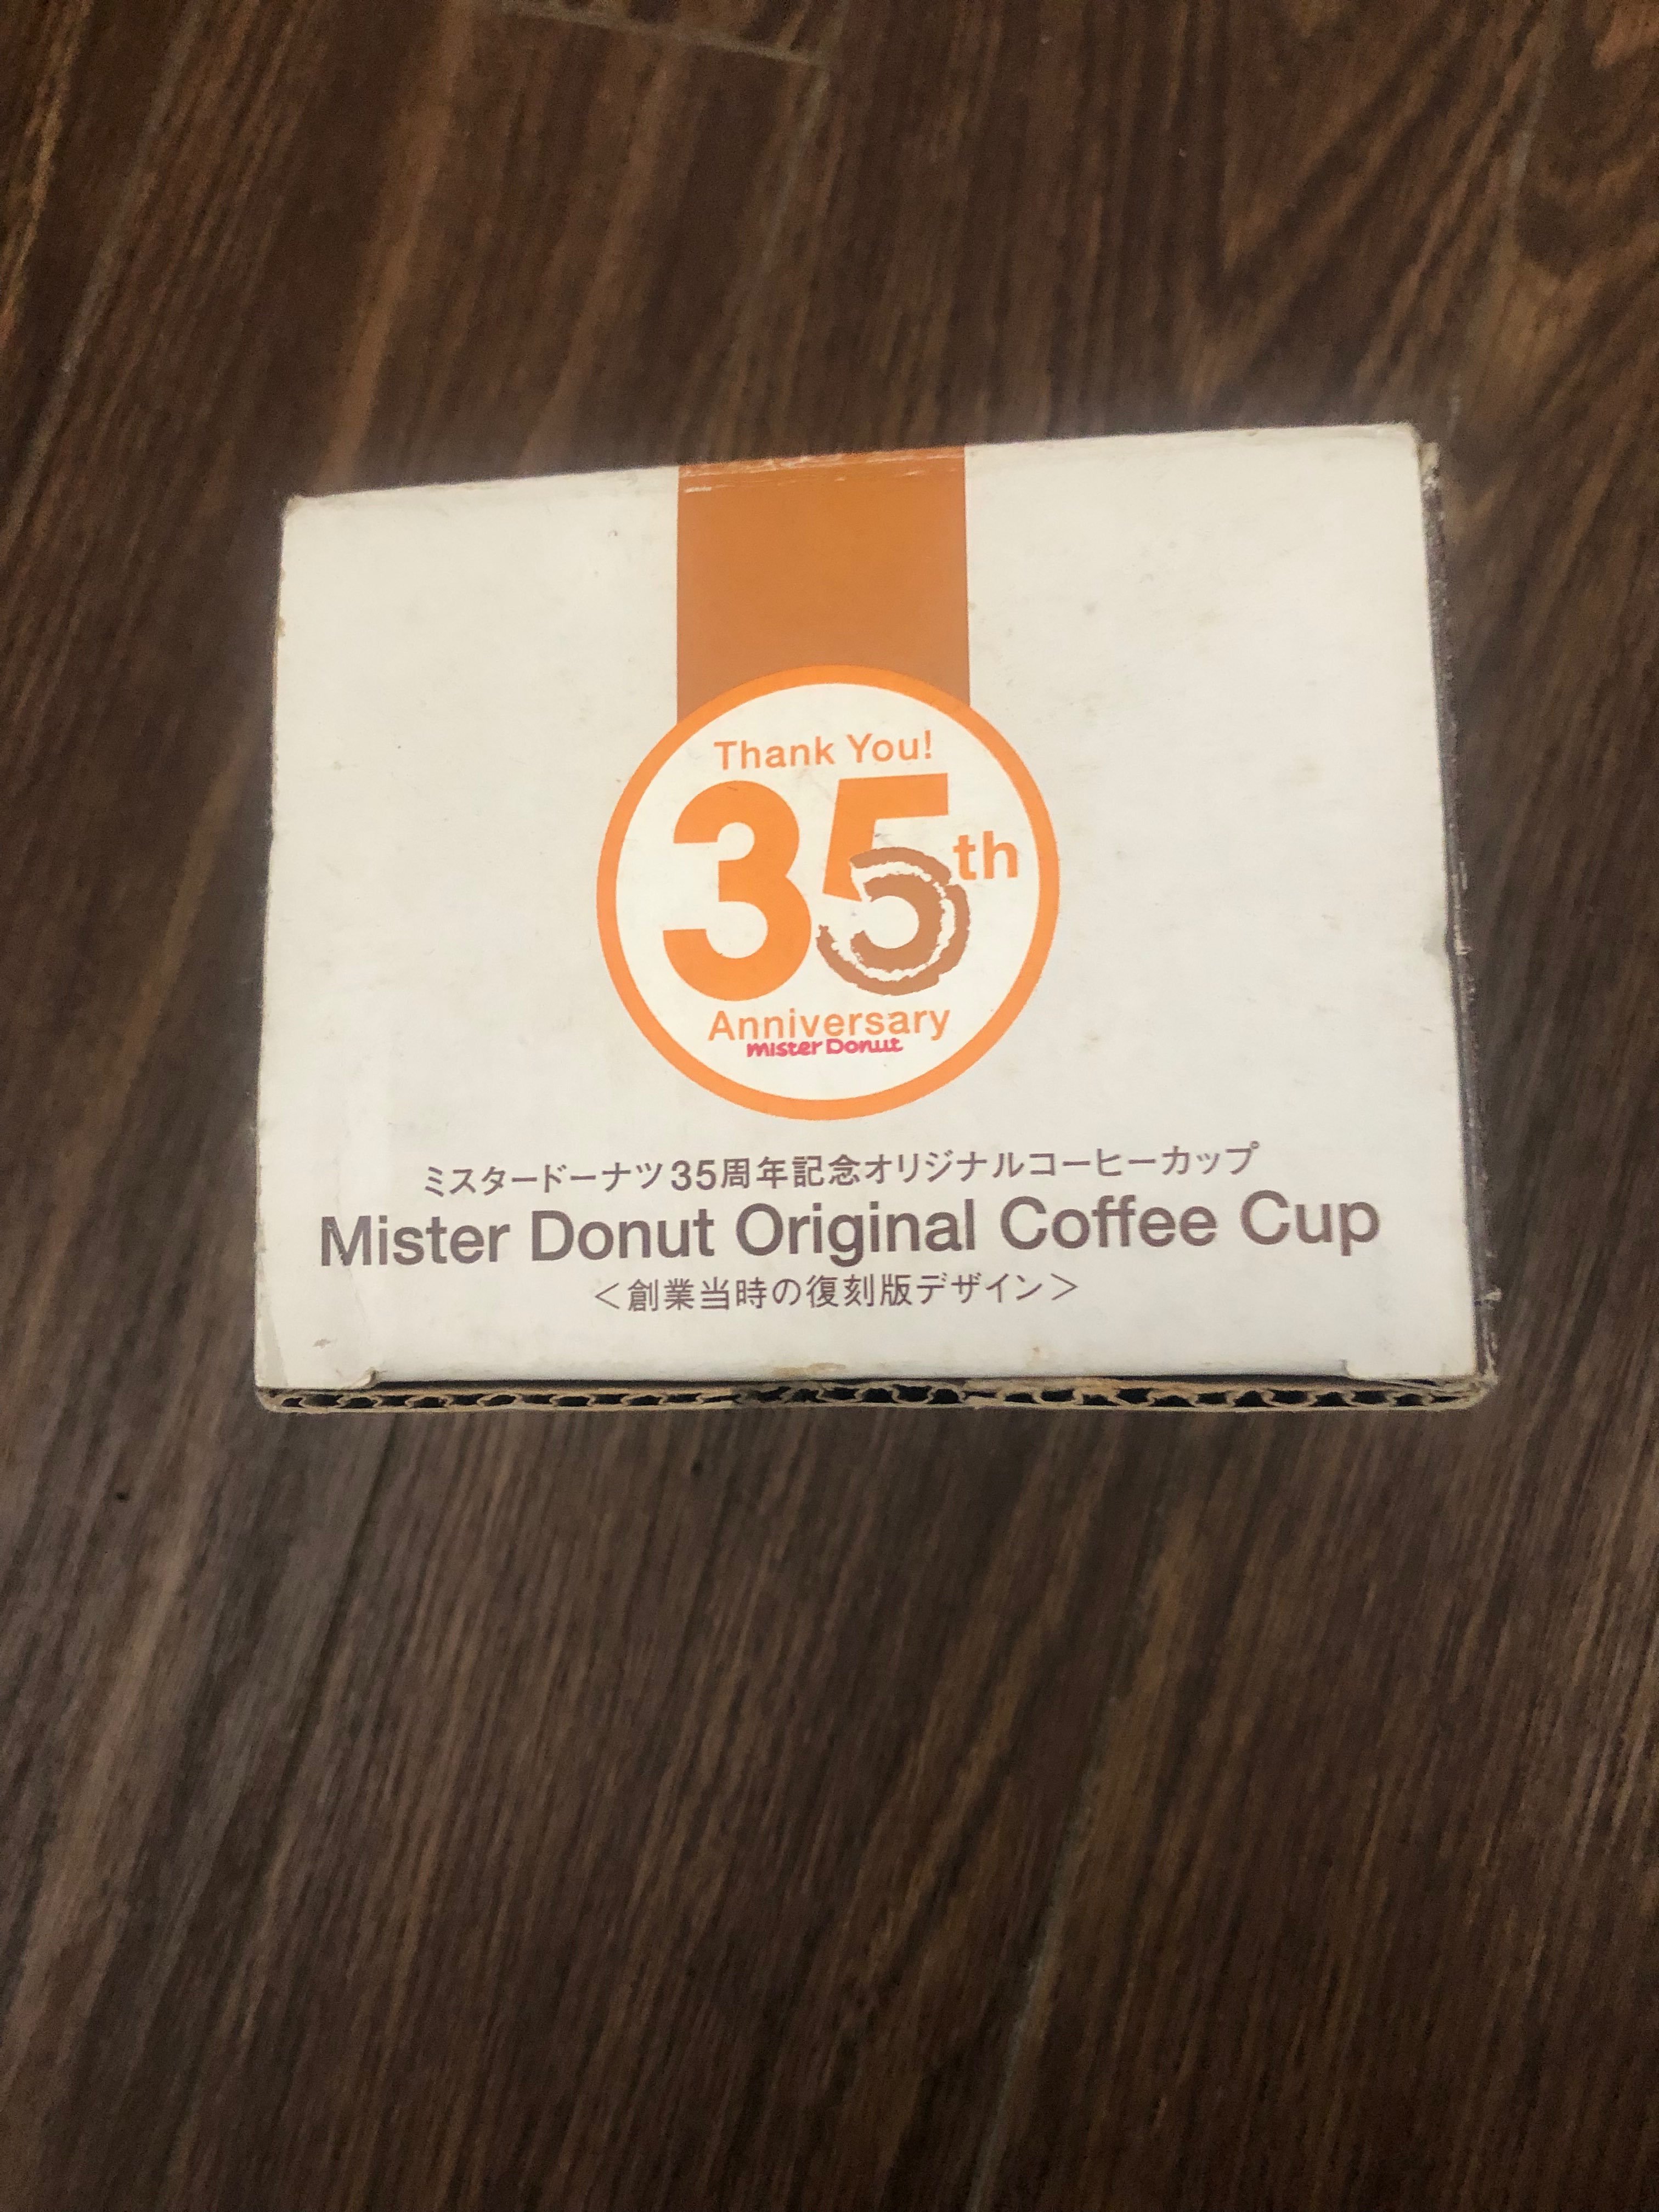 Thank You!
35th
Anniversary
mister Donut
ミスタードーナツ35周年記念オリジナルコーヒーカップ
Mister Donut Original Coffee Cup
＜創業当時の復刻版デザイン＞